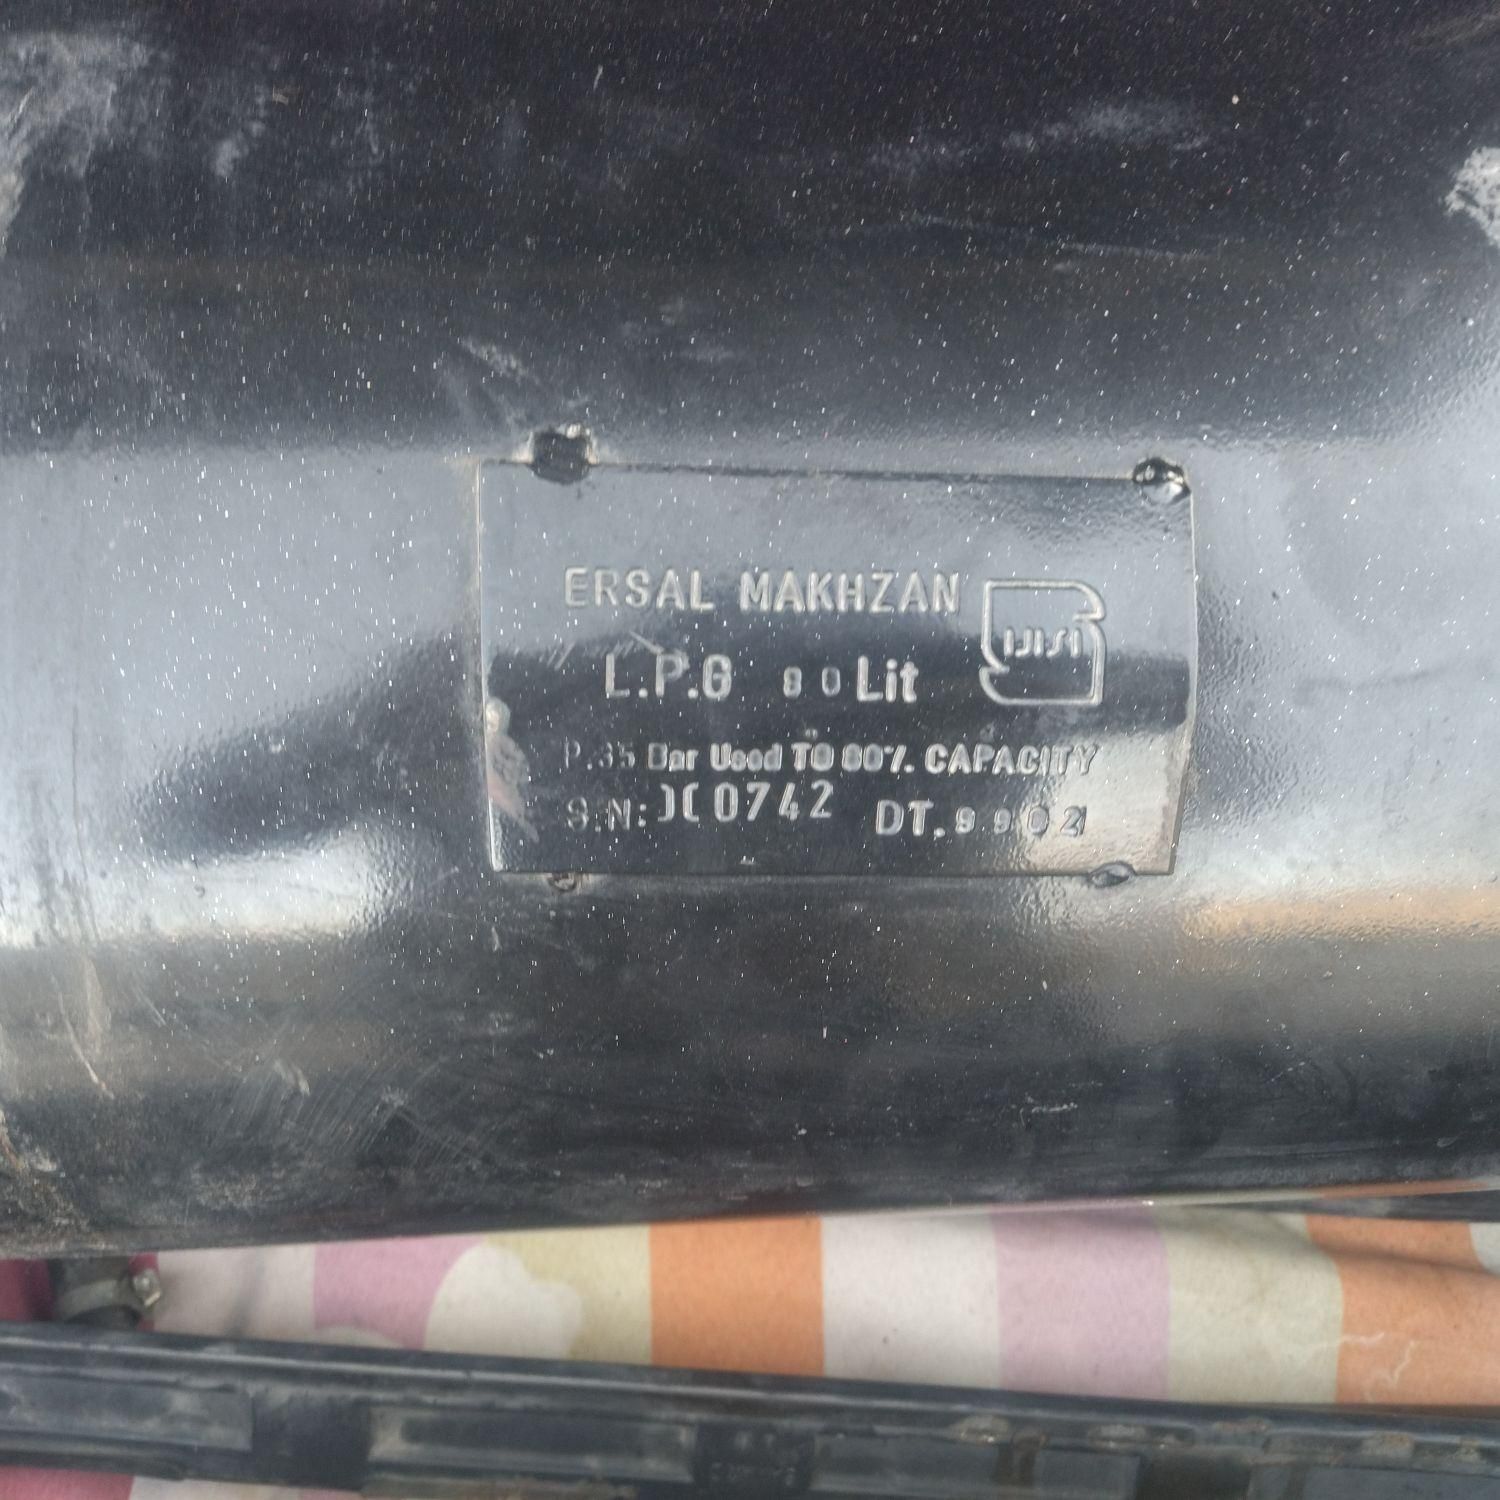 ERSAL MAKHZAN
L.P.G 80 Lit
P.35 Bar Used TO 80% CAPACITY
S.N: 0742 DT. 9902